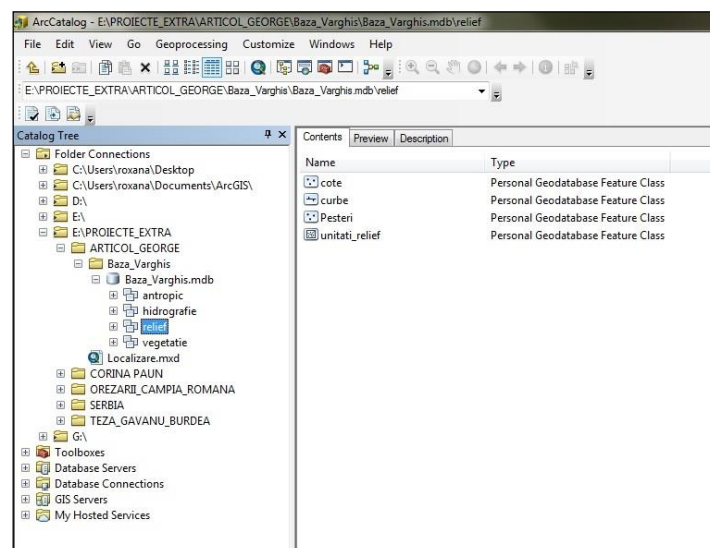 ArcCatalog - E:\PROIECTE_EXTRA\ARTICOL_GEORGE\Baza_Varghis\Baza_Varghis.mdb\relief
File Edit View Go Geoprocessing Customize Windows Help
E:\PROIECTE_EXTRA\ARTICOL_GEORGE\Baza_Varghis\Baza_Varghis.mdb\relief
Catalog Tree
Folder Connections
C:\Users\roxana\Desktop
C:\Users\roxana\Documents\ArcGIS\
D:\
E:\
E:\PROIECTE_EXTRA
ARTICOL_GEORGE
Baza_Varghis
Baza_Varghis.mdb
antropic
hidrografie
relief
vegetatie
Localizare.mxd
CORINA PAUN
OREZARII_CAMPIA_ROMANA
SERBIA
TEZA_GAVANU_BURDEA
G:\
Toolboxes
Database Servers
Database Connections
GIS Servers
My Hosted Services
Contents Preview Description
Name Type
cote Personal Geodatabase Feature Class
curbe Personal Geodatabase Feature Class
Pesteri Personal Geodatabase Feature Class
unitati_relief Personal Geodatabase Feature Class